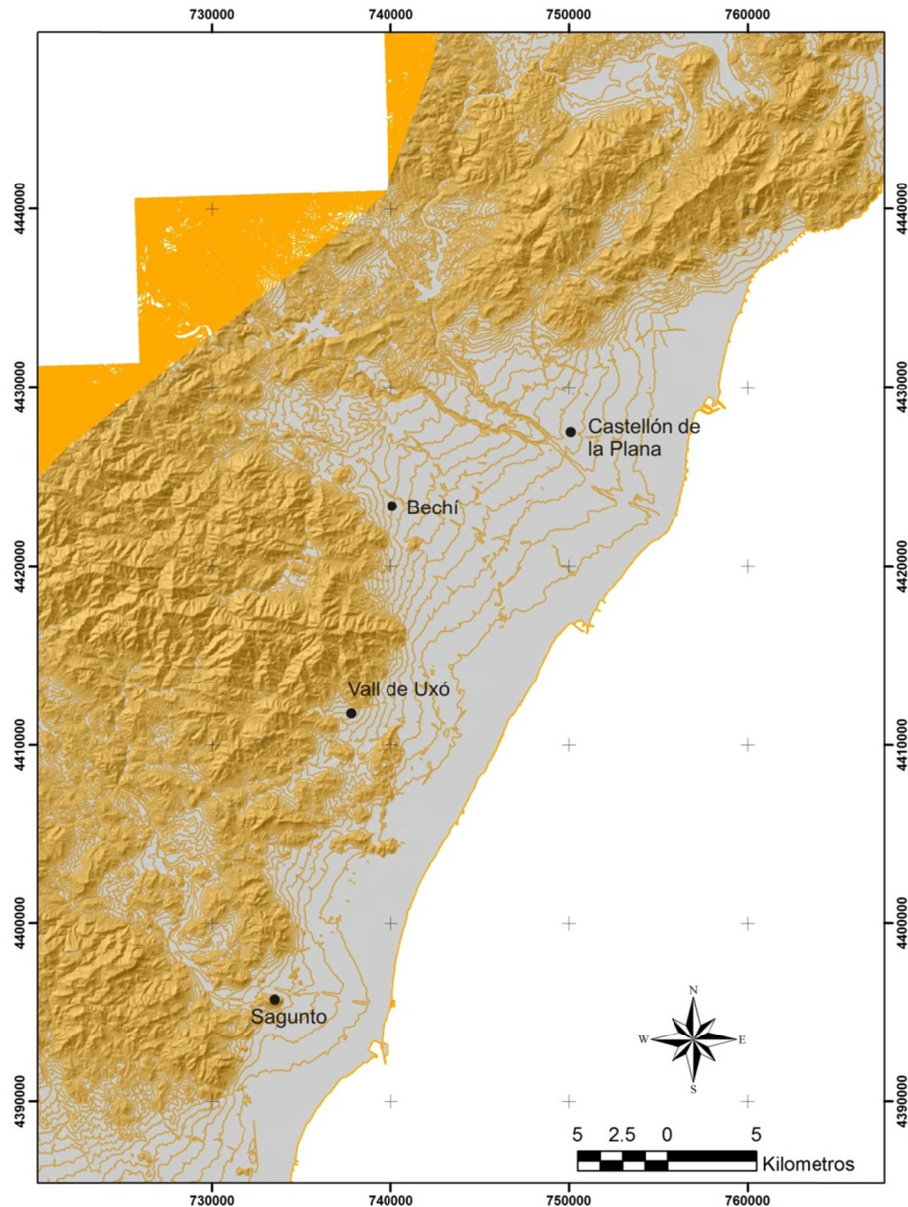 730000 740000 750000 760000
4440000 4440000
4430000 4430000
Castellón de
la Plana
Bechí
4420000 4420000
Vall de Uxó
4410000 4410000
4400000 4400000
Sagunto
N
W E
S
4390000 4390000
5 2.5 0 5
Kilometros
730000 740000 750000 760000